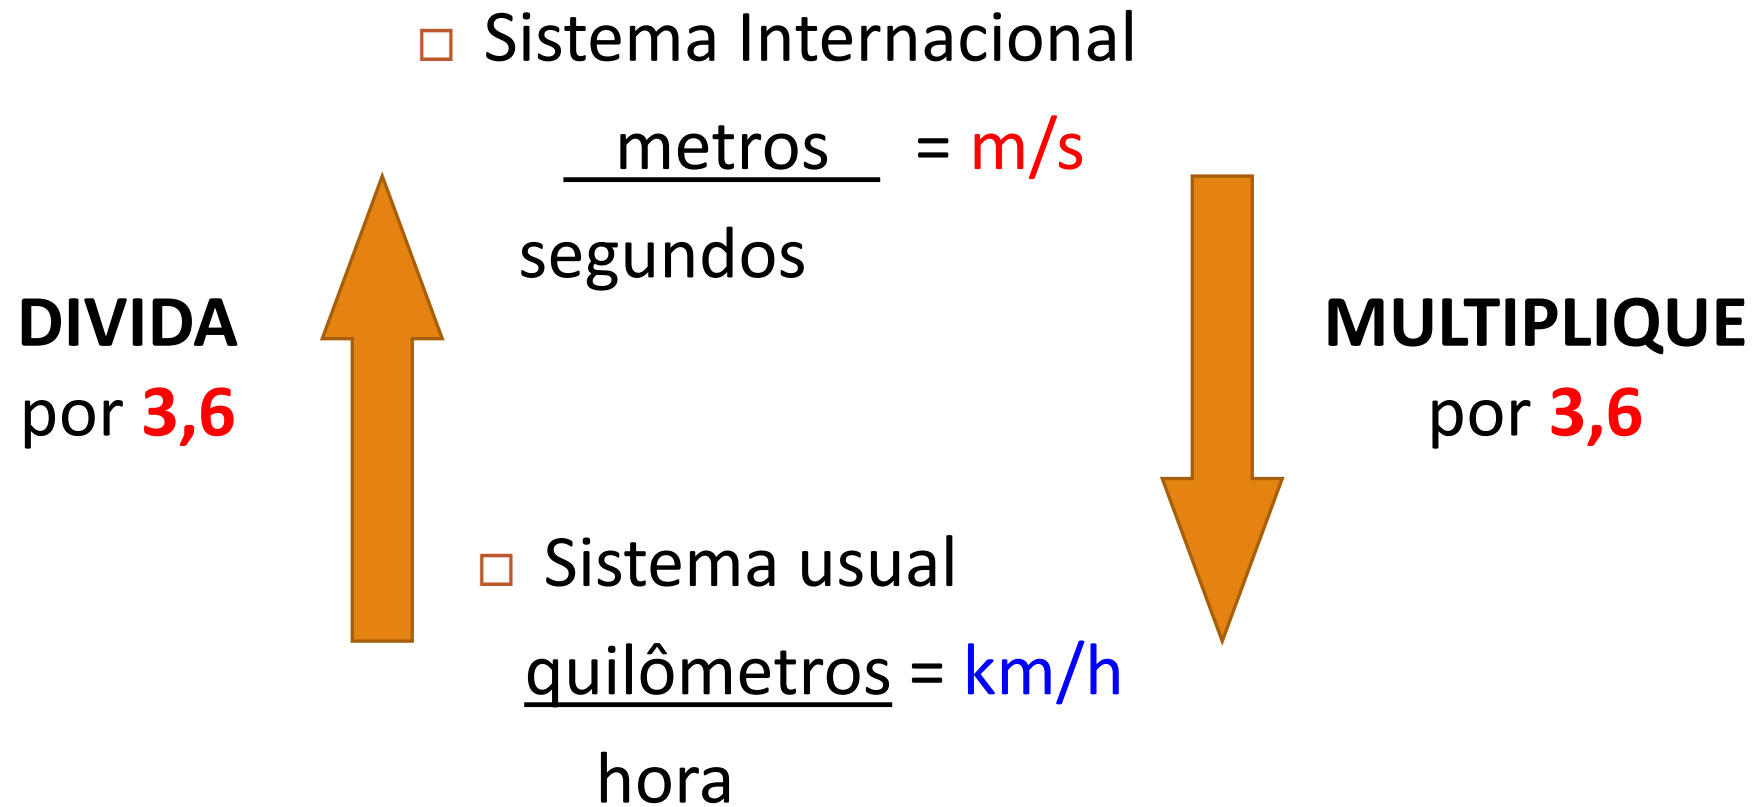 Sistema Internacional
metros = m/s
segundos
DIVIDA
por 3,6
MULTIPLIQUE
por 3,6
Sistema usual
quilômetros = km/h
hora